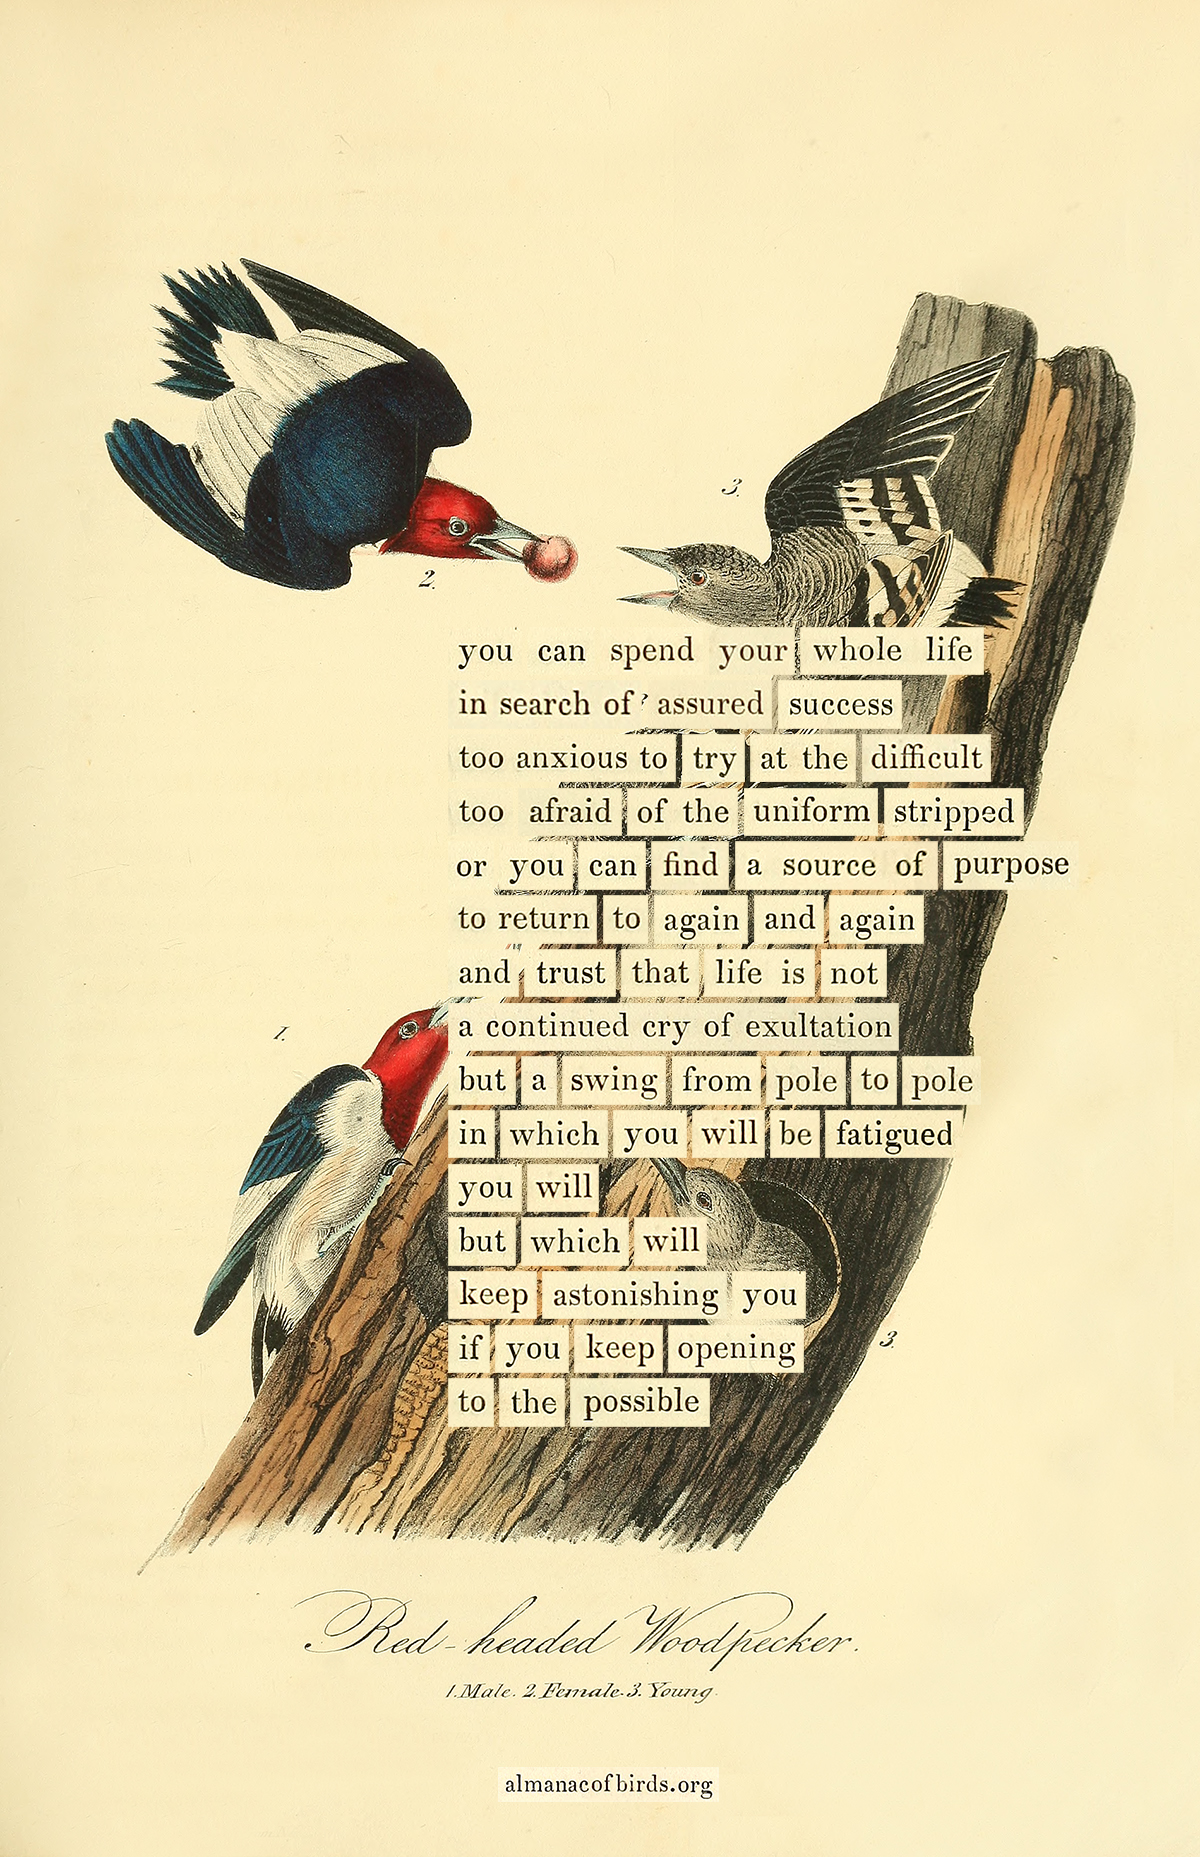 2.
3.
you can spend your whole life
in search of assured success
too anxious to try at the difficult
too afraid of the uniform stripped
or you can find a source of purpose
to return to again and again
and trust that life is not
a continued cry of exultation
1.
but a swing from pole to pole
in which you will be fatigued
you will
but which will
keep astonishing you
if you keep opening
3.
to the possible
Red-headed Woodpecker.
1. Male. 2. Female. 3. Young.
almanacofbirds.org